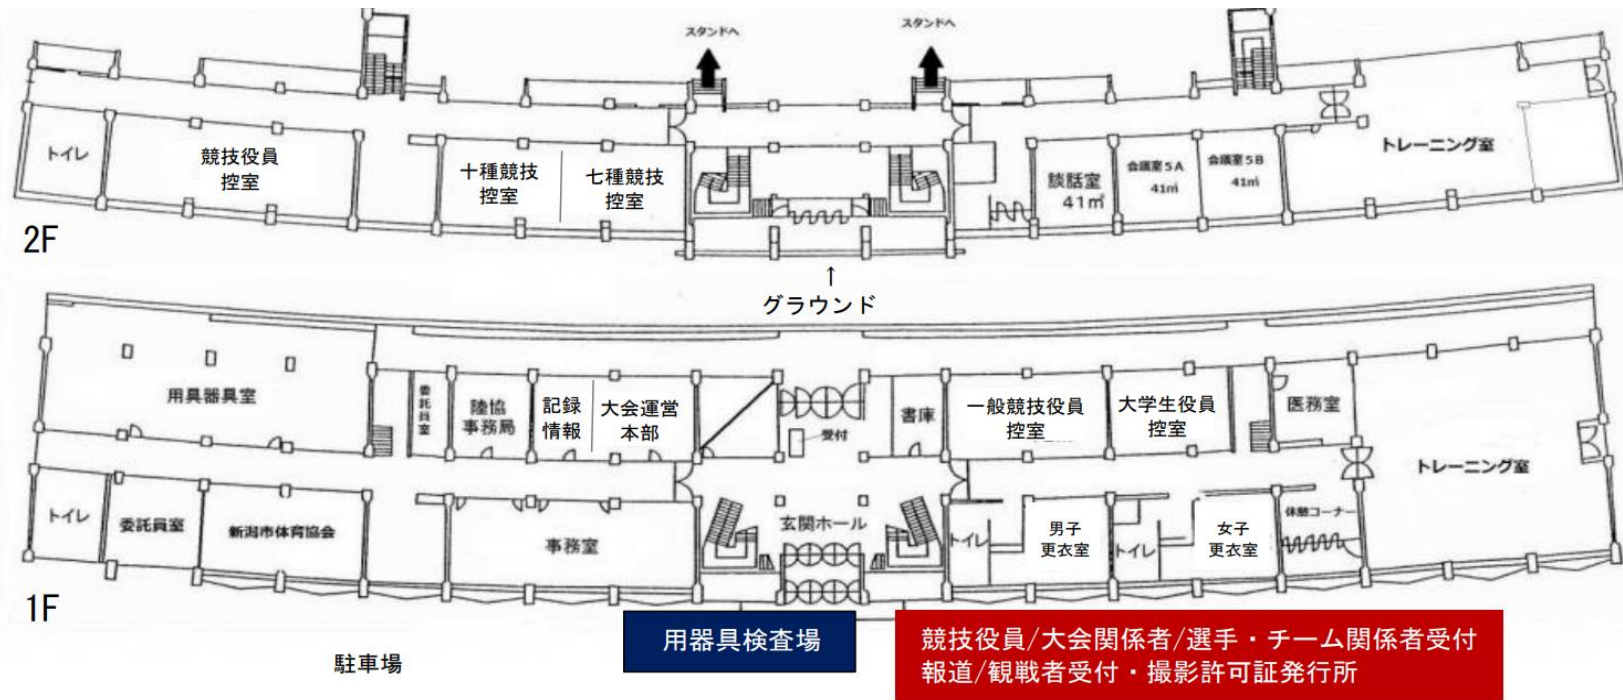 スタンドへ
スタンドへ
トイレ
競技役員
控室
十種競技
控室
七種競技
控室
談話室
41㎡
会議室5A
41㎡
会議室5B
41㎡
トレーニング室
2F
↑
グラウンド
用具器具室
委託員室
陸協
事務局
記録
情報
大会運営
本部
受付
書庫
一般競技役員
控室
大学生役員
控室
医務室
トレーニング室
トイレ
委託員室
新潟市体育協会
事務室
玄関ホール
トイレ
男子
更衣室
トイレ
女子
更衣室
休憩コーナー
1F
駐車場
用器具検査場
競技役員/大会関係者/選手・チーム関係者受付
報道/観戦者受付・撮影許可証発行所